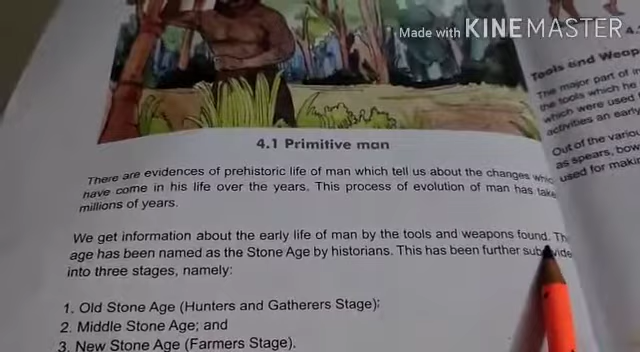 Made with KINEMASTER
4.1 Primitive man
There are evidences of prehistoric life of man which tell us about the changes
have come in his life over the years. This process of evolution of man has
millions of years.
We get information about the early life of man by the tools and weapons found.
age has been named as the Stone Age by historians. This has been further
into three stages, namely:
1. Old Stone Age (Hunters and Gatherers Stage);
2. Middle Stone Age; and
3. New Stone Age (Farmers Stage).
Tools and
The major part of
the tools which he
which were used
activities an early
Out of the
as spears,
used for